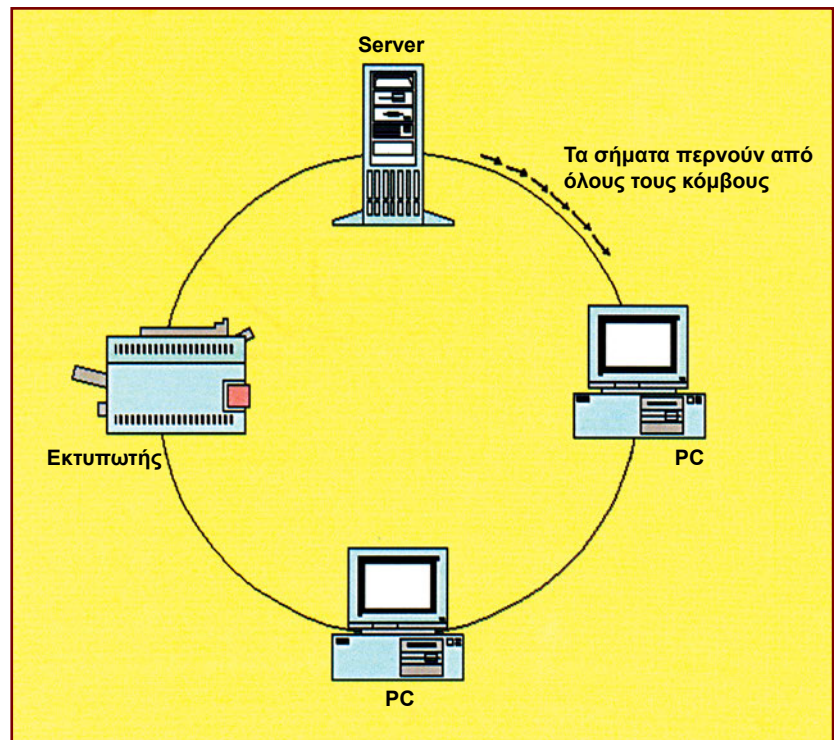 Server
Τα σήματα περνούν από
όλους τους κόμβους
Εκτυπωτής
PC
PC